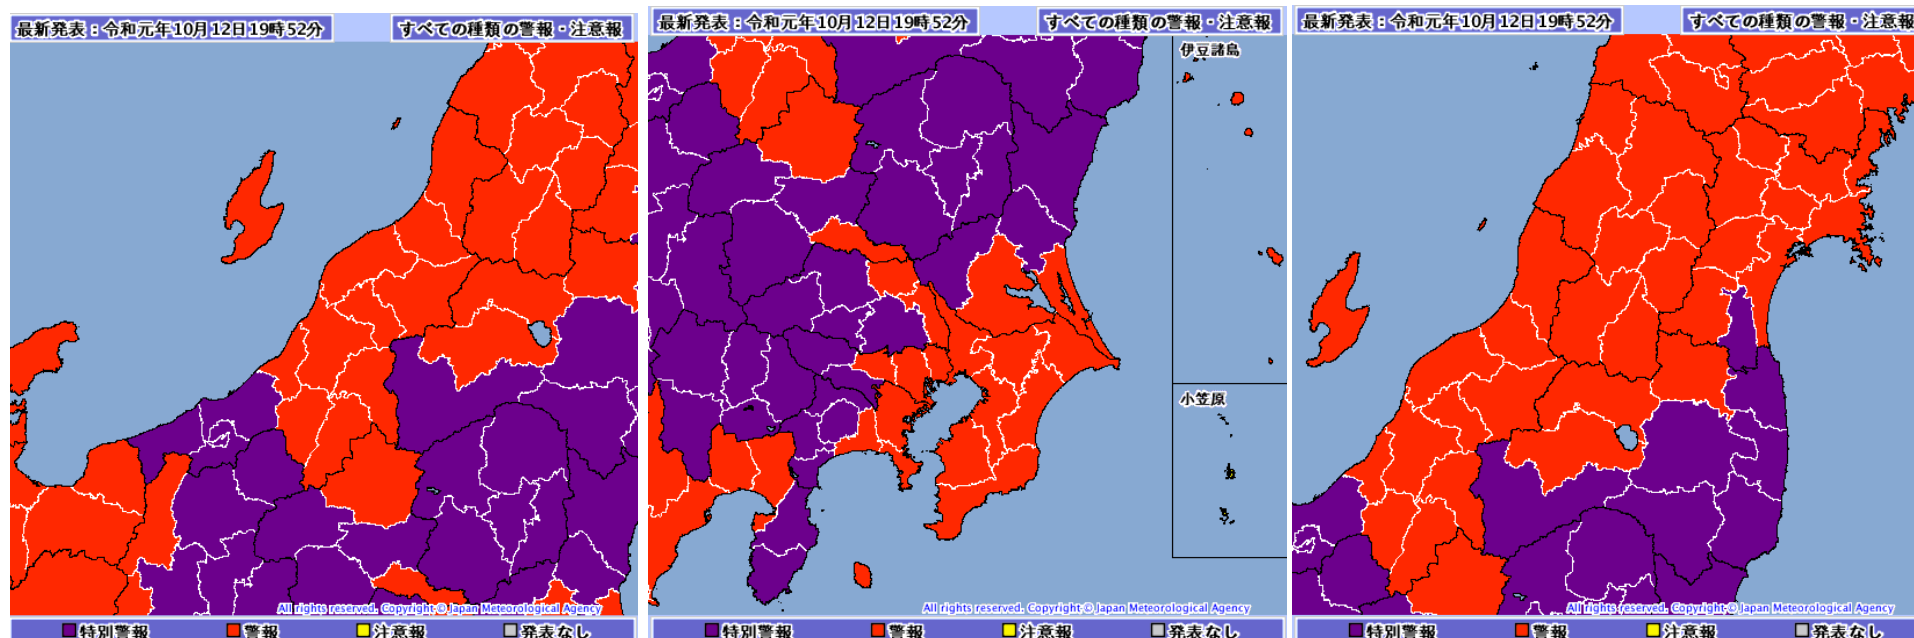 最新発表：令和元年10月12日19時52分
すべての種類の警報・注意報
All rights reserved. Copyright © Japan Meteorological Agency
特別警報
警報
注意報
発表なし
最新発表：令和元年10月12日19時52分
すべての種類の警報・注意報
伊豆諸島
小笠原
All rights reserved. Copyright © Japan Meteorological Agency
特別警報
警報
注意報
発表なし
最新発表：令和元年10月12日19時52分
すべての種類の警報・注意報
All rights reserved. Copyright © Japan Meteorological Agency
特別警報
警報
注意報
発表なし